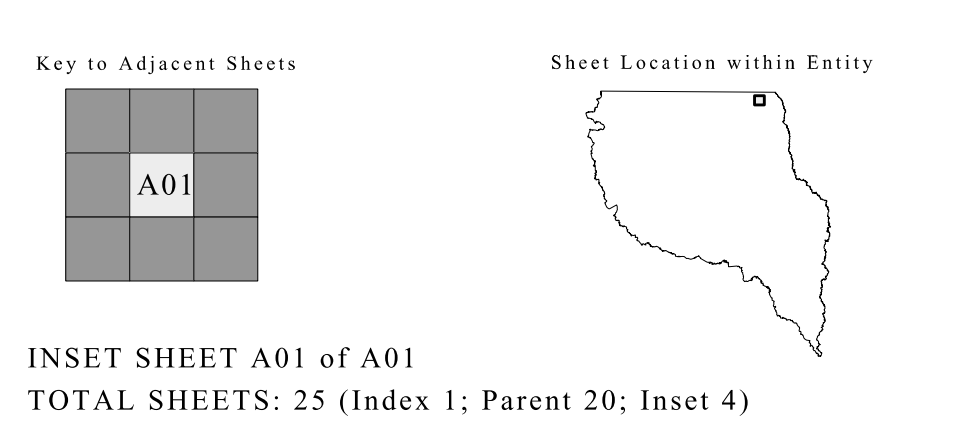 Key to Adjacent Sheets
Sheet Location within Entity
A01
INSET SHEET A01 of A01
TOTAL SHEETS: 25 (Index 1; Parent 20; Inset 4)